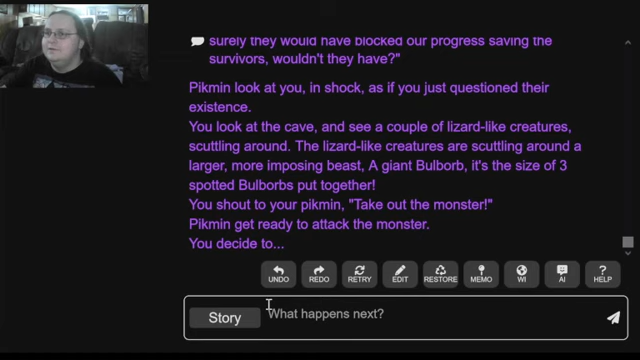 surely they would have blocked our progress saving the
survivors, wouldn't they have?"
Pikmin look at you, in shock, as if you just questioned their
existence.
You look at the cave, and see a couple of lizard-like creatures,
scuttling around. The lizard-like creatures are scuttling around a
larger, more imposing beast, A giant Bulborb, it's the size of 3
spotted Bulborbs put together!
You shout to your pikmin, "Take out the monster!"
Pikmin get ready to attack the monster.
You decide to...
UNDO REDO RETRY EDIT RESTORE MEMO WI AI HELP
Story What happens next?